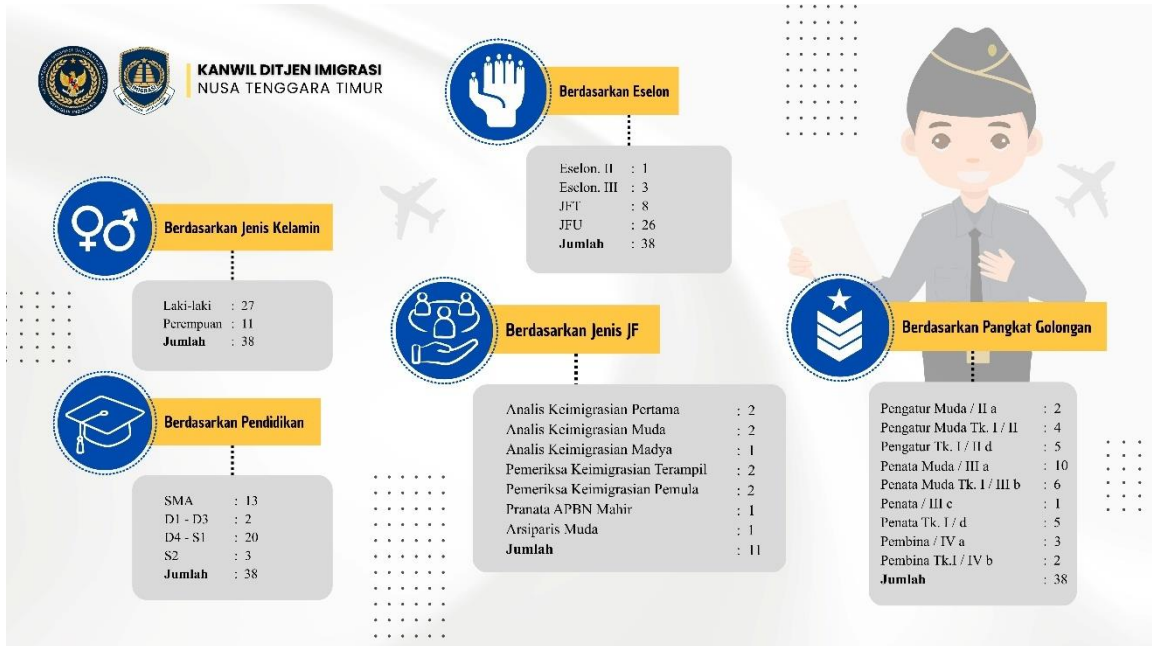 KANWIL DITJEN IMIGRASI
NUSA TENGGARA TIMUR
Berdasarkan Eselon
Eselon. II : 1
Eselon. III : 3
JFT : 8
JFU : 26
Jumlah : 38
Berdasarkan Jenis Kelamin
Laki-laki : 27
Perempuan : 11
Jumlah : 38
Berdasarkan Pendidikan
SMA : 13
D1 - D3 : 2
D4 - S1 : 20
S2 : 3
Jumlah : 38
Berdasarkan Jenis JF
Analis Keimigrasian Pertama : 2
Analis Keimigrasian Muda : 2
Analis Keimigrasian Madya : 1
Pemeriksa Keimigrasian Terampil : 2
Pemeriksa Keimigrasian Pemula : 2
Pranata APBN Mahir : 1
Arsiparis Muda : 1
Jumlah : 11
Berdasarkan Pangkat Golongan
Pengatur Muda / II a : 2
Pengatur Muda Tk. I / II : 4
Pengatur Tk. I / II d : 5
Penata Muda / III a : 10
Penata Muda Tk. I / III b : 6
Penata / III c : 1
Penata Tk. I / d : 5
Pembina / IV a : 3
Pembina Tk.I / IV b : 2
Jumlah : 38